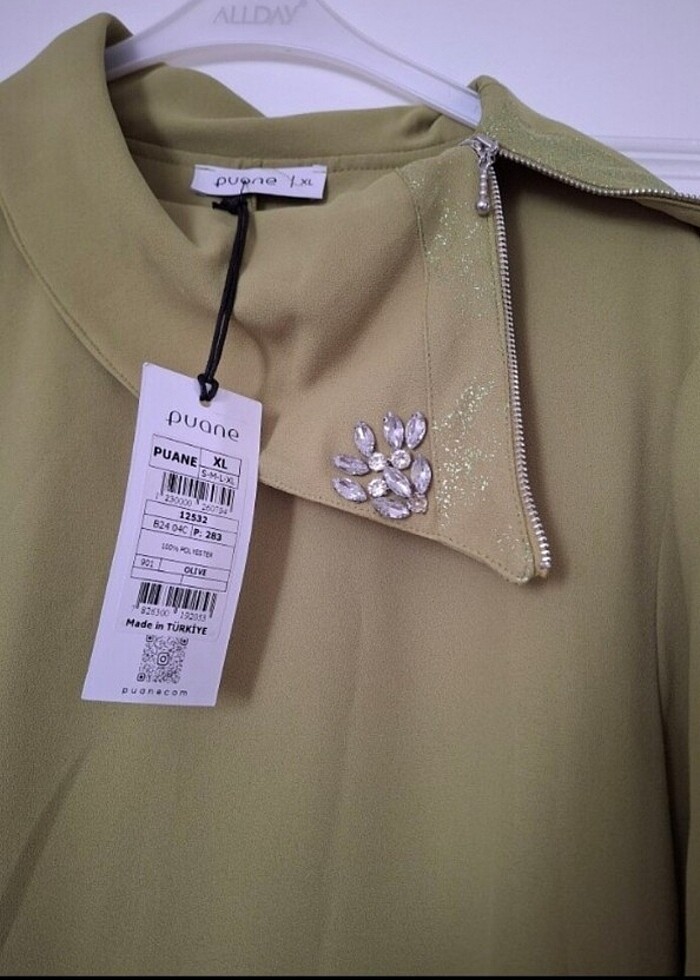 ALLDAY
puane XL
puane
PUANE XL
S-M-L-XL
12532
B24 04C P: 283
100% POLYESTER
901 OLIVE
Made in TÜRKİYE
puanecom